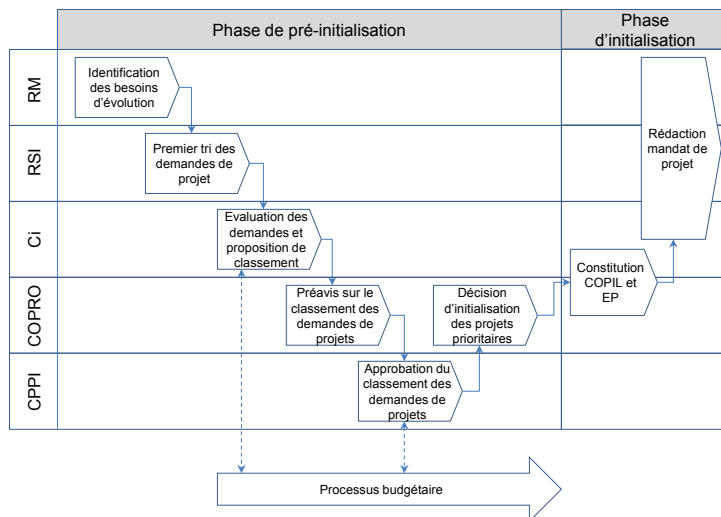 Phase de pré-initialisation
Phase
d'initialisation
RM
Identification
des besoins
d'évolution
RSI
Premier tri des
demandes de
projet
Rédaction
mandat de
projet
Ci
Evaluation des
demandes et
proposition de
classement
Constitution
COPIL et
EP
COPRO
Préavis sur le
classement des
demandes de
projets
Décision
d'initialisation
des projets
prioritaires
CPPI
Approbation du
classement des
demandes de
projets
Processus budgétaire